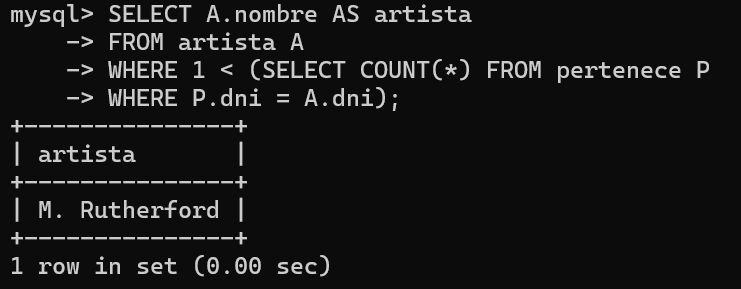 mysql> SELECT A.nombre AS artista
    -> FROM artista A
    -> WHERE 1 < (SELECT COUNT(*) FROM pertenece P
    -> WHERE P.dni = A.dni);
+---------------+
| artista       |
+---------------+
| M. Rutherford |
+---------------+
1 row in set (0.00 sec)